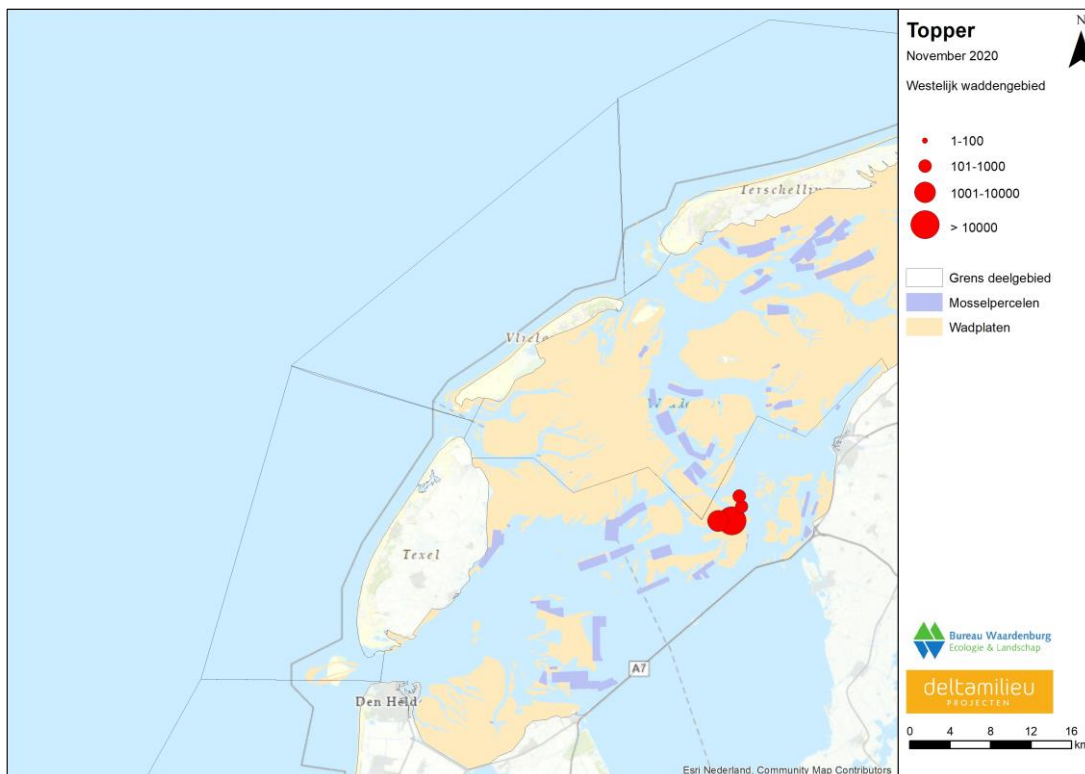 Topper
November 2020
Westelijk waddengebied
N
1-100
101-1000
1001-10000
> 10000
Grens deelgebied
Mosselpercelen
Wadplaten
Texel
Den Held
A7
Bureau Waardenburg
Ecologie & Landschap
deltamilieu
PROJECTEN
0 4 8 12 16
km
Esri Nederland, Community Map Contributors